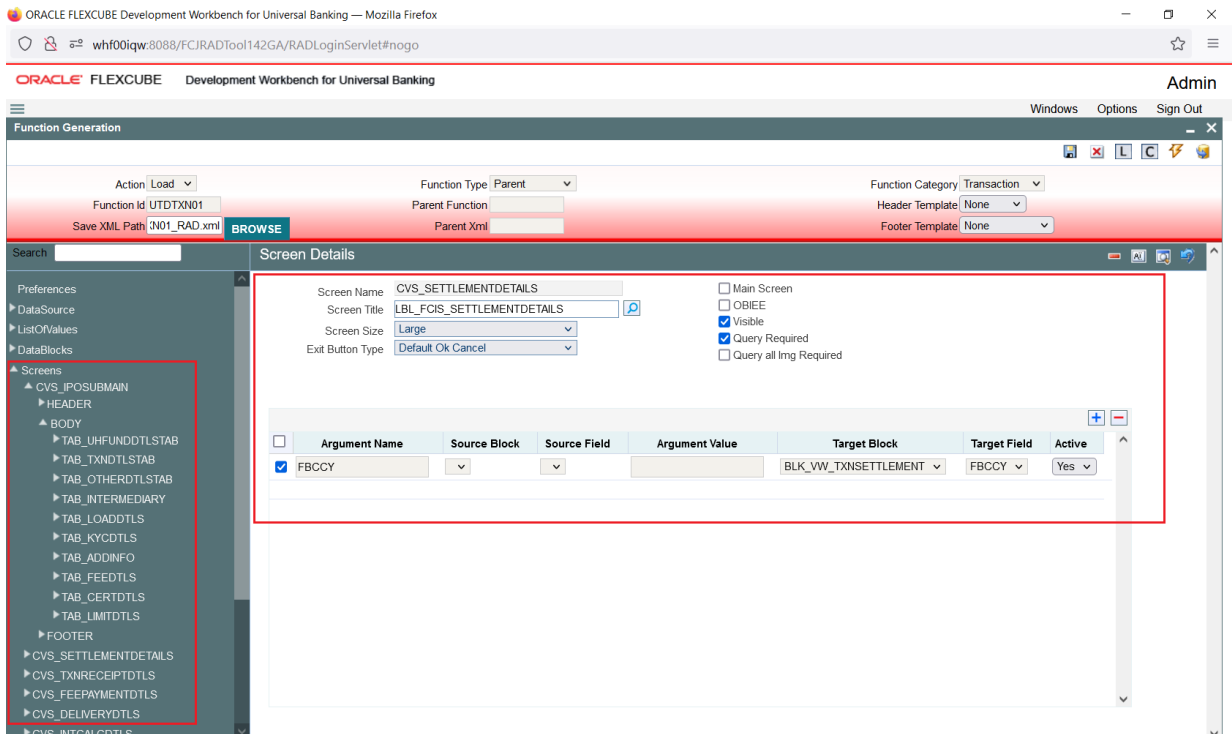 ORACLE FLEXCUBE Development Workbench for Universal Banking — Mozilla Firefox
whf00iqw:8088/FCJRADTool142GA/RADLoginServlet#nogo
ORACLE FLEXCUBE Development Workbench for Universal Banking
Admin
Windows Options Sign Out
Function Generation
L C
Action Load Function Type Parent Function Category Transaction
Function Id UTDTXN01 Parent Function Header Template None
Save XML Path N01_RAD.xml BROWSE Parent Xml Footer Template None
Search
Screen Details
Preferences
DataSource
ListOfValues
DataBlocks
Screens
CVS_IPOSUBMAIN
HEADER
BODY
TAB_UHFUNDDTLSTAB
TAB_TXNDTLSTAB
TAB_OTHERDTLSTAB
TAB_INTERMEDIARY
TAB_LOADDTLS
TAB_KYCDTLS
TAB_ADDINFO
TAB_FEEDTLS
TAB_CERTDTLS
TAB_LIMITDTLS
FOOTER
CVS_SETTLEMENTDETAILS
CVS_TXNRECEIPTDTLS
CVS_FEEPAYMENTDTLS
CVS_DELIVERYDTLS
CVS_INTCALCDTLS
Screen Name CVS_SETTLEMENTDETAILS
Screen Title LBL_FCIS_SETTLEMENTDETAILS
Screen Size Large
Exit Button Type Default Ok Cancel
Main Screen
OBIEE
Visible
Query Required
Query all Img Required
Argument Name Source Block Source Field Argument Value Target Block Target Field Active
FBCCY BLK_VW_TXNSETTLEMENT FBCCY Yes